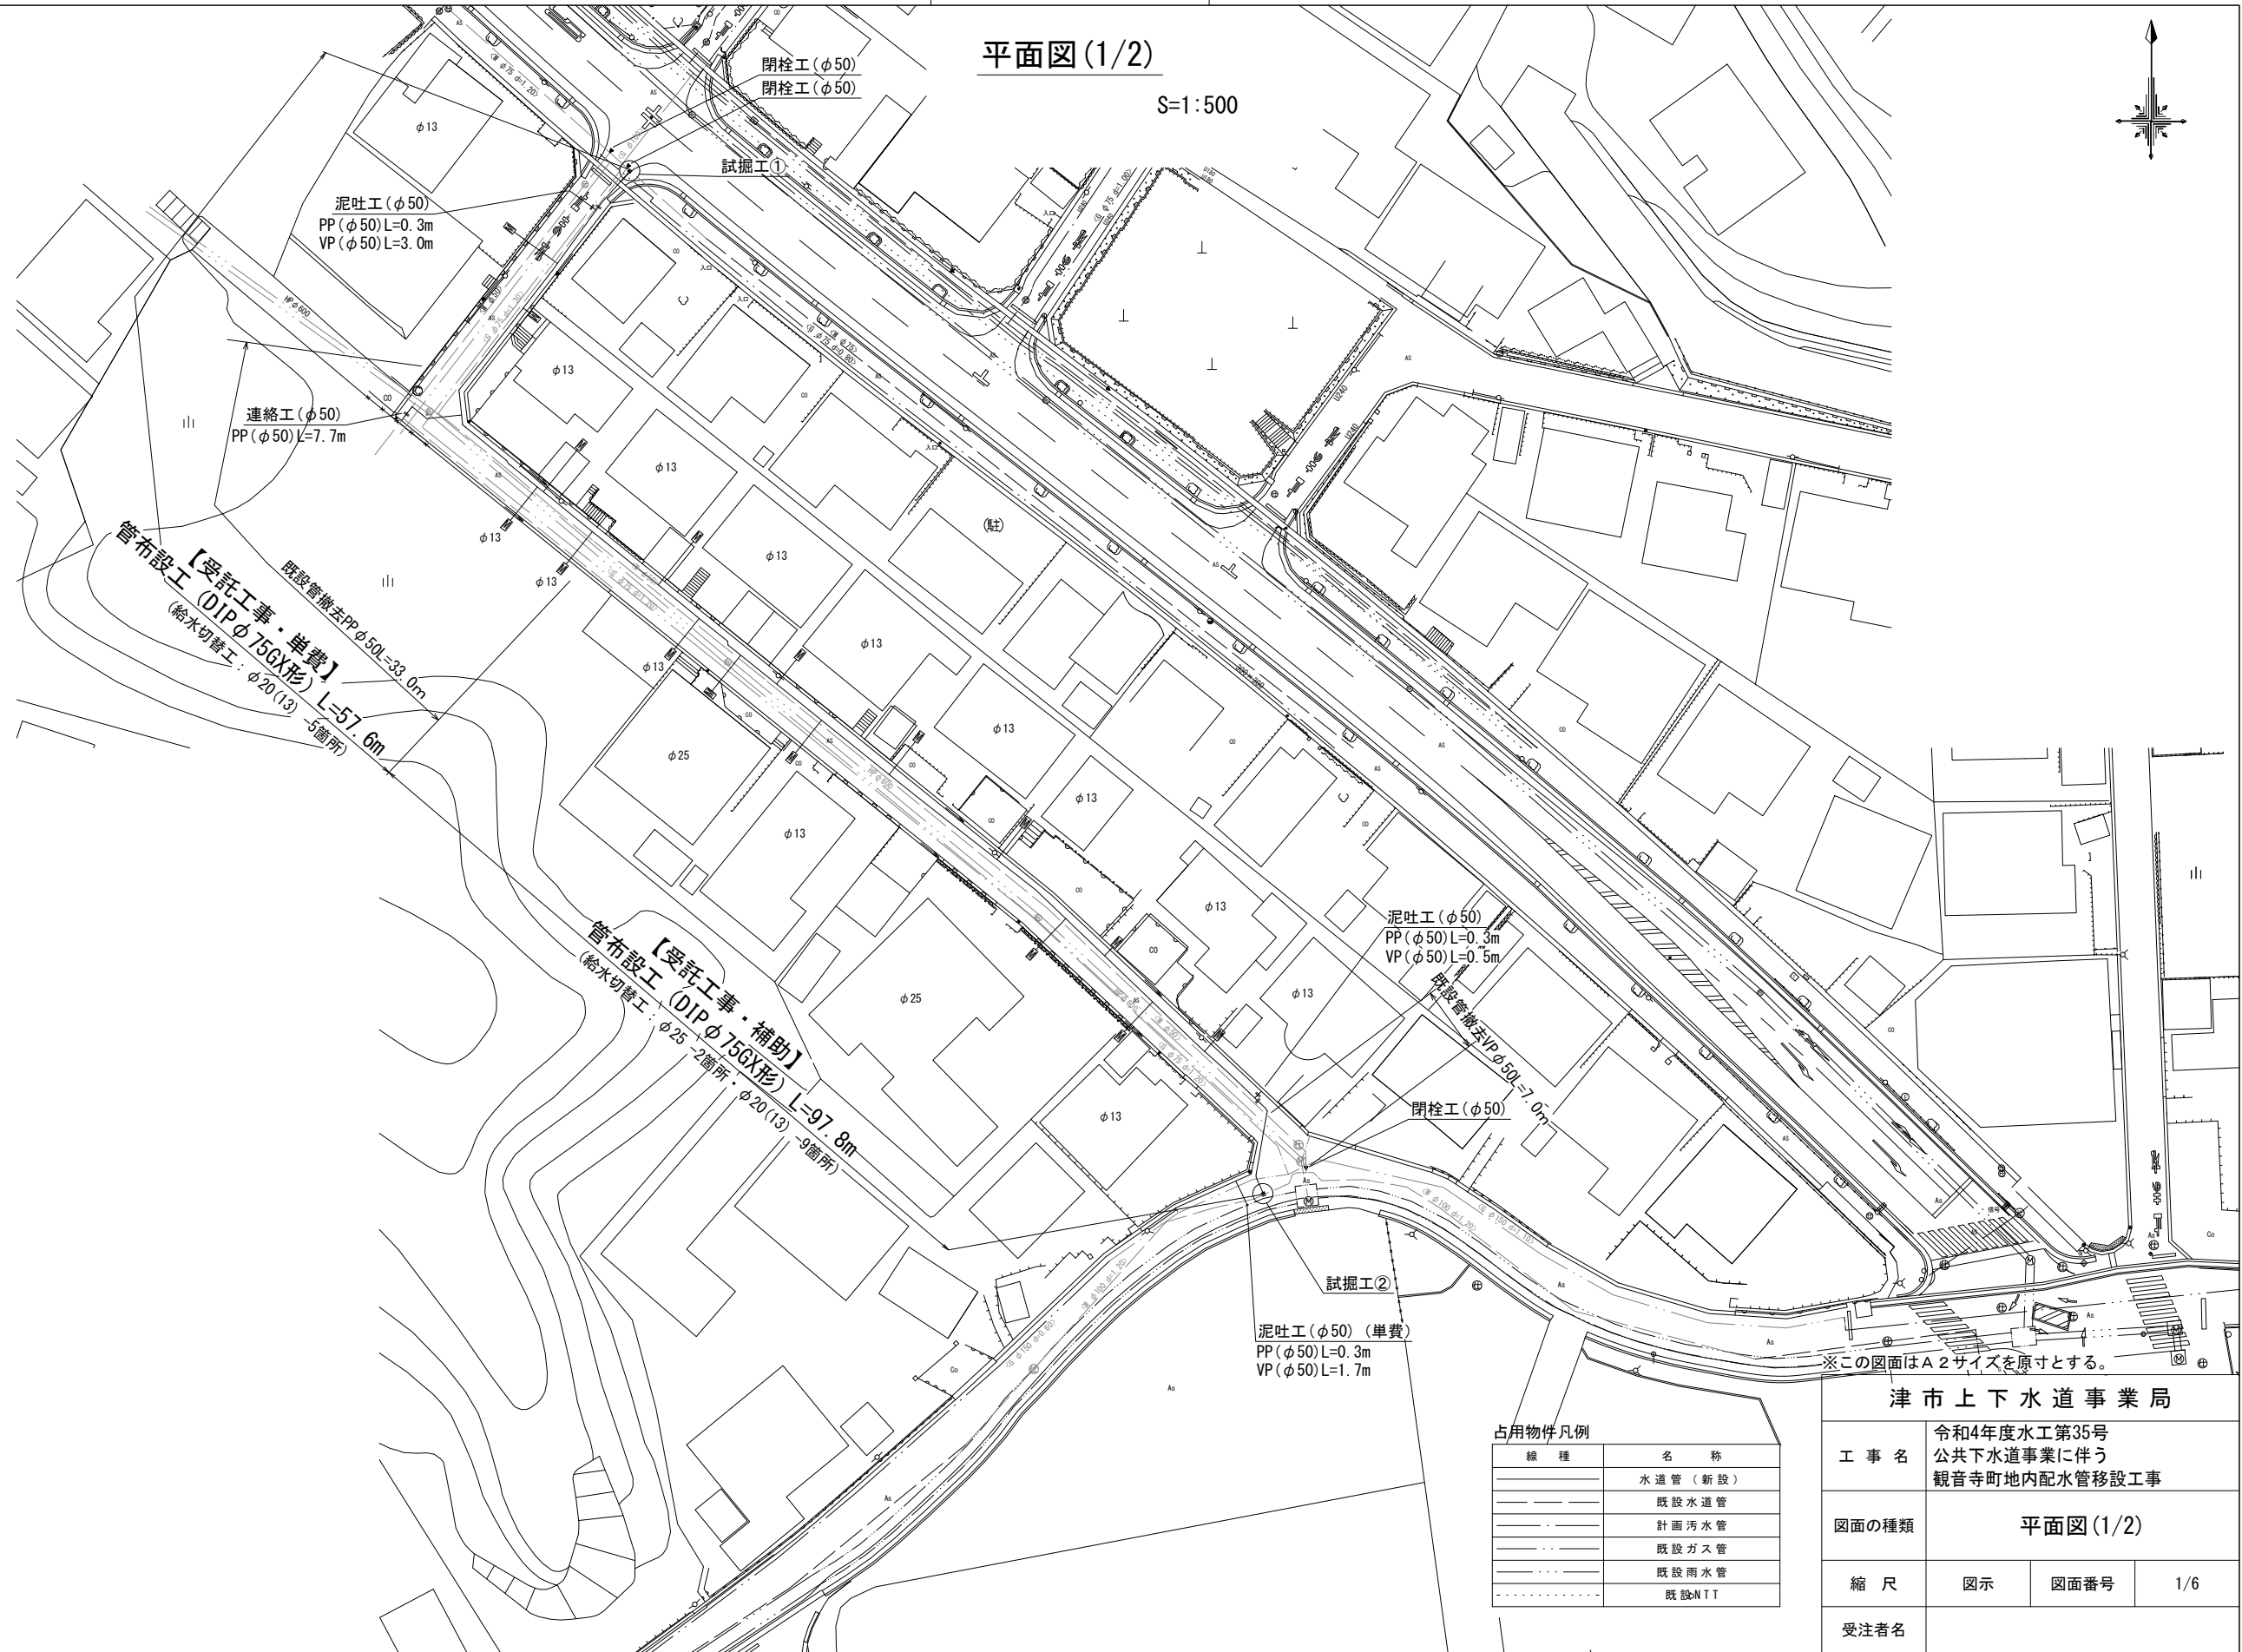 平面図(1/2)
S=1:500
閉栓工(φ50)
閉栓工(φ50)
試掘工①
泥吐工(φ50)
PP(φ50)L=0.3m
VP(φ50)L=3.0m
連絡工(φ50)
PP(φ50)L=7.7m
既設管撤去PPφ50L=33.0m
【受託工事・単費】
管布設工(DIPφ75GX形) L=57.6m
(給水切替工:φ20(13) -5箇所)
【受託工事・補助】
管布設工(DIPφ75GX形) L=97.8m
(給水切替工:φ25 -2箇所・φ20(13) -9箇所)
φ13
φ13
φ13
φ13
φ13
φ13
φ13
φ13
φ13
φ13
φ13
φ13
φ25
φ13
φ25
φ13
HPφ600
HPφ600
(駐)
入口
入口
入口
入口
300×300
U240
U240
泥吐工(φ50)
PP(φ50)L=0.3m
VP(φ50)L=0.5m
既設管撤去VPφ50L=7.0m
閉栓工(φ50)
試掘工②
泥吐工(φ50)(単費)
PP(φ50)L=0.3m
VP(φ50)L=1.7m
※この図面はA2サイズを原寸とする。
占用物件凡例
線 種 名 称
水道管(新設)
既設水道管
計画汚水管
既設ガス管
既設雨水管
既設NTT
津市上下水道事業局
工事名
令和4年度水工第35号
公共下水道事業に伴う
観音寺町地内配水管移設工事
図面の種類 平面図(1/2)
縮尺 図示 図面番号 1/6
受注者名